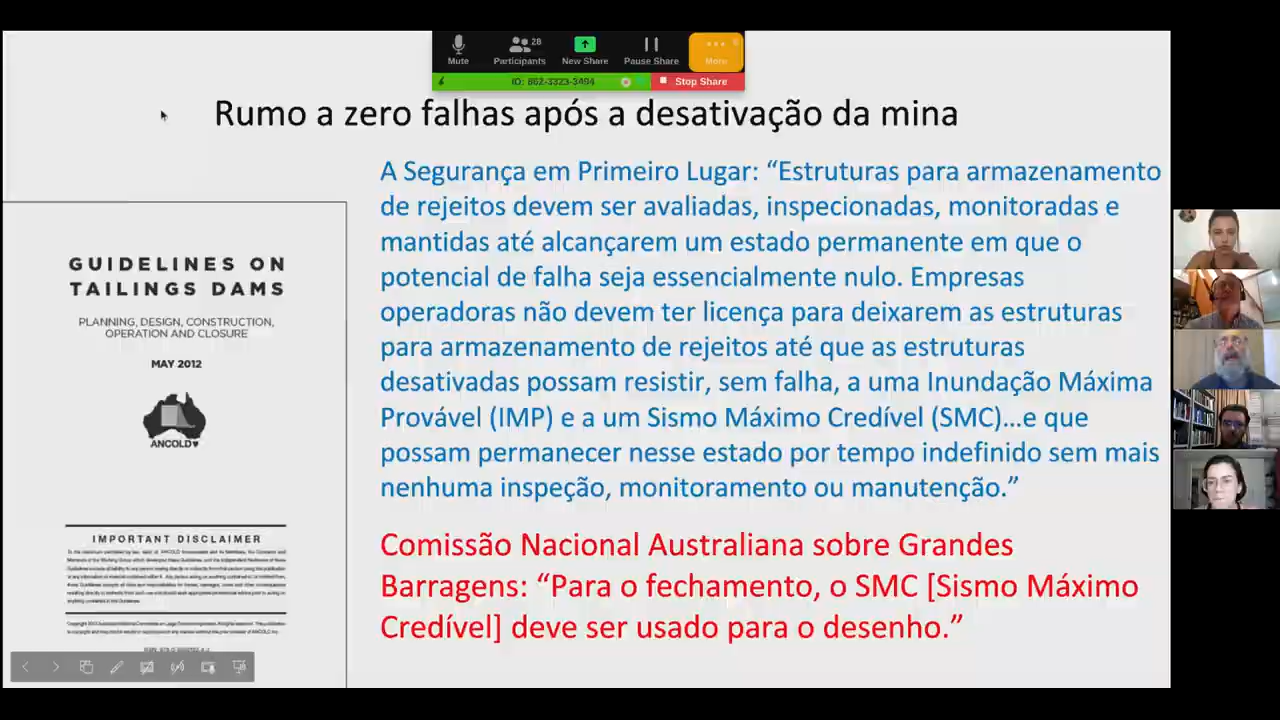 Mute
Participants
28
New Share
Pause Share
More
ID: 862-3323-3494
Stop Share
Rumo a zero falhas após a desativação da mina
A Segurança em Primeiro Lugar: “Estruturas para armazenamento
de rejeitos devem ser avaliadas, inspecionadas, monitoradas e
mantidas até alcançarem um estado permanente em que o
potencial de falha seja essencialmente nulo. Empresas
operadoras não devem ter licença para deixarem as estruturas
para armazenamento de rejeitos até que as estruturas
desativadas possam resistir, sem falha, a uma Inundação Máxima
Provável (IMP) e a um Sismo Máximo Credível (SMC)…e que
possam permanecer nesse estado por tempo indefinido sem mais
nenhuma inspeção, monitoramento ou manutenção.”
Comissão Nacional Australiana sobre Grandes
Barragens: “Para o fechamento, o SMC [Sismo Máximo
Credível] deve ser usado para o desenho.”
GUIDELINES ON
TAILINGS DAMS
PLANNING, DESIGN, CONSTRUCTION,
OPERATION AND CLOSURE
MAY 2012
ANCOLD
IMPORTANT DISCLAIMER